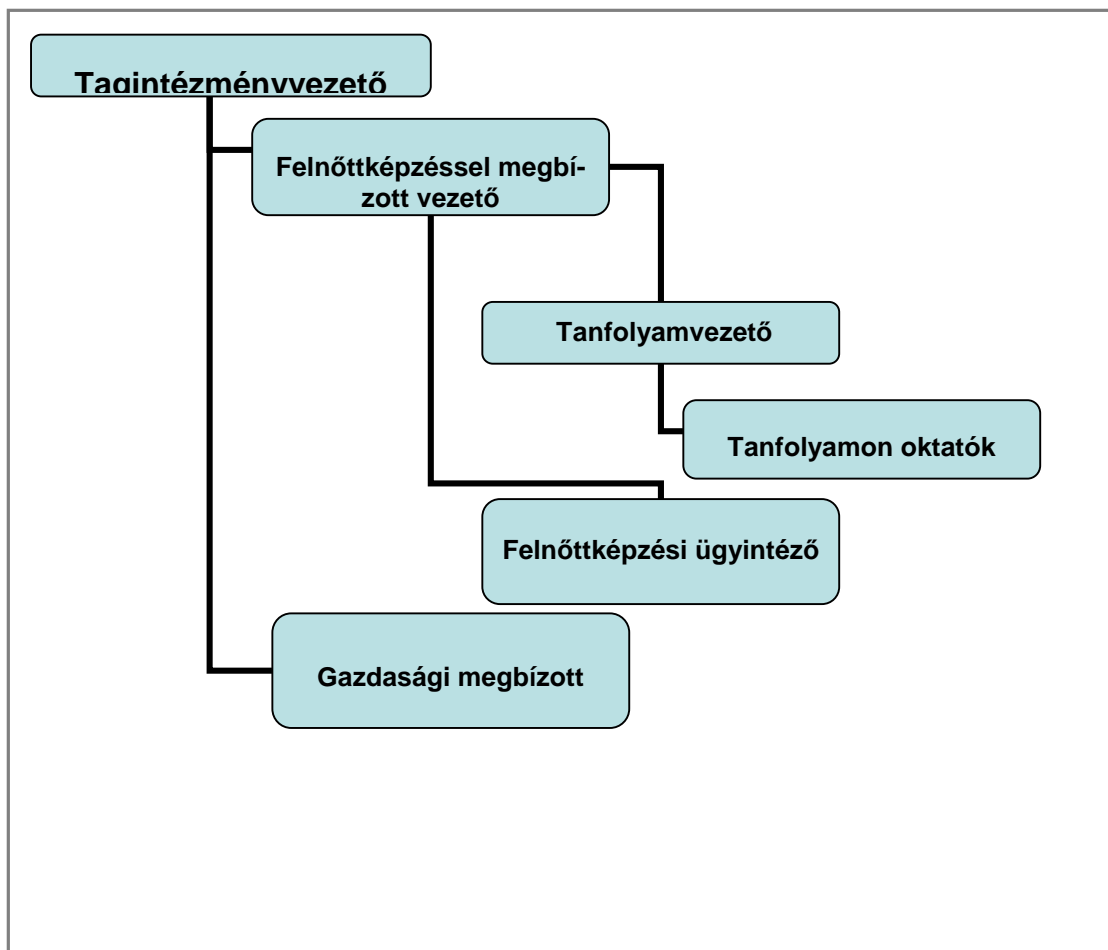 Tagintézményvezető
Felnőttképzéssel megbí-
zott vezető
Tanfolyamvezető
Tanfolyamon oktatók
Felnőttképzési ügyintéző
Gazdasági megbízott